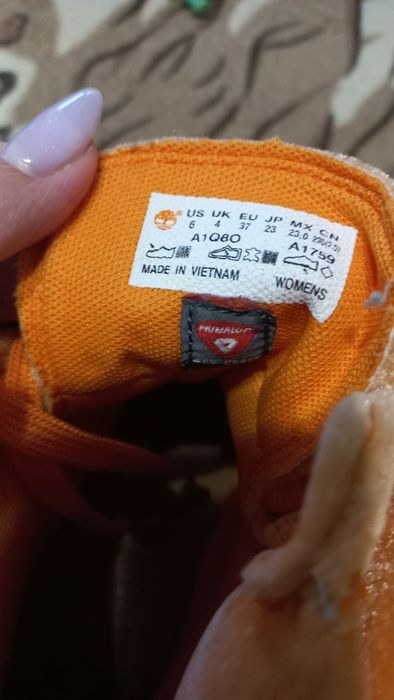 US UK EU JP MX CN
6 4 37 23 23,0 230(2.5)
A1Q8O A1759
MADE IN VIETNAM WOMENS
PRIMALOFT